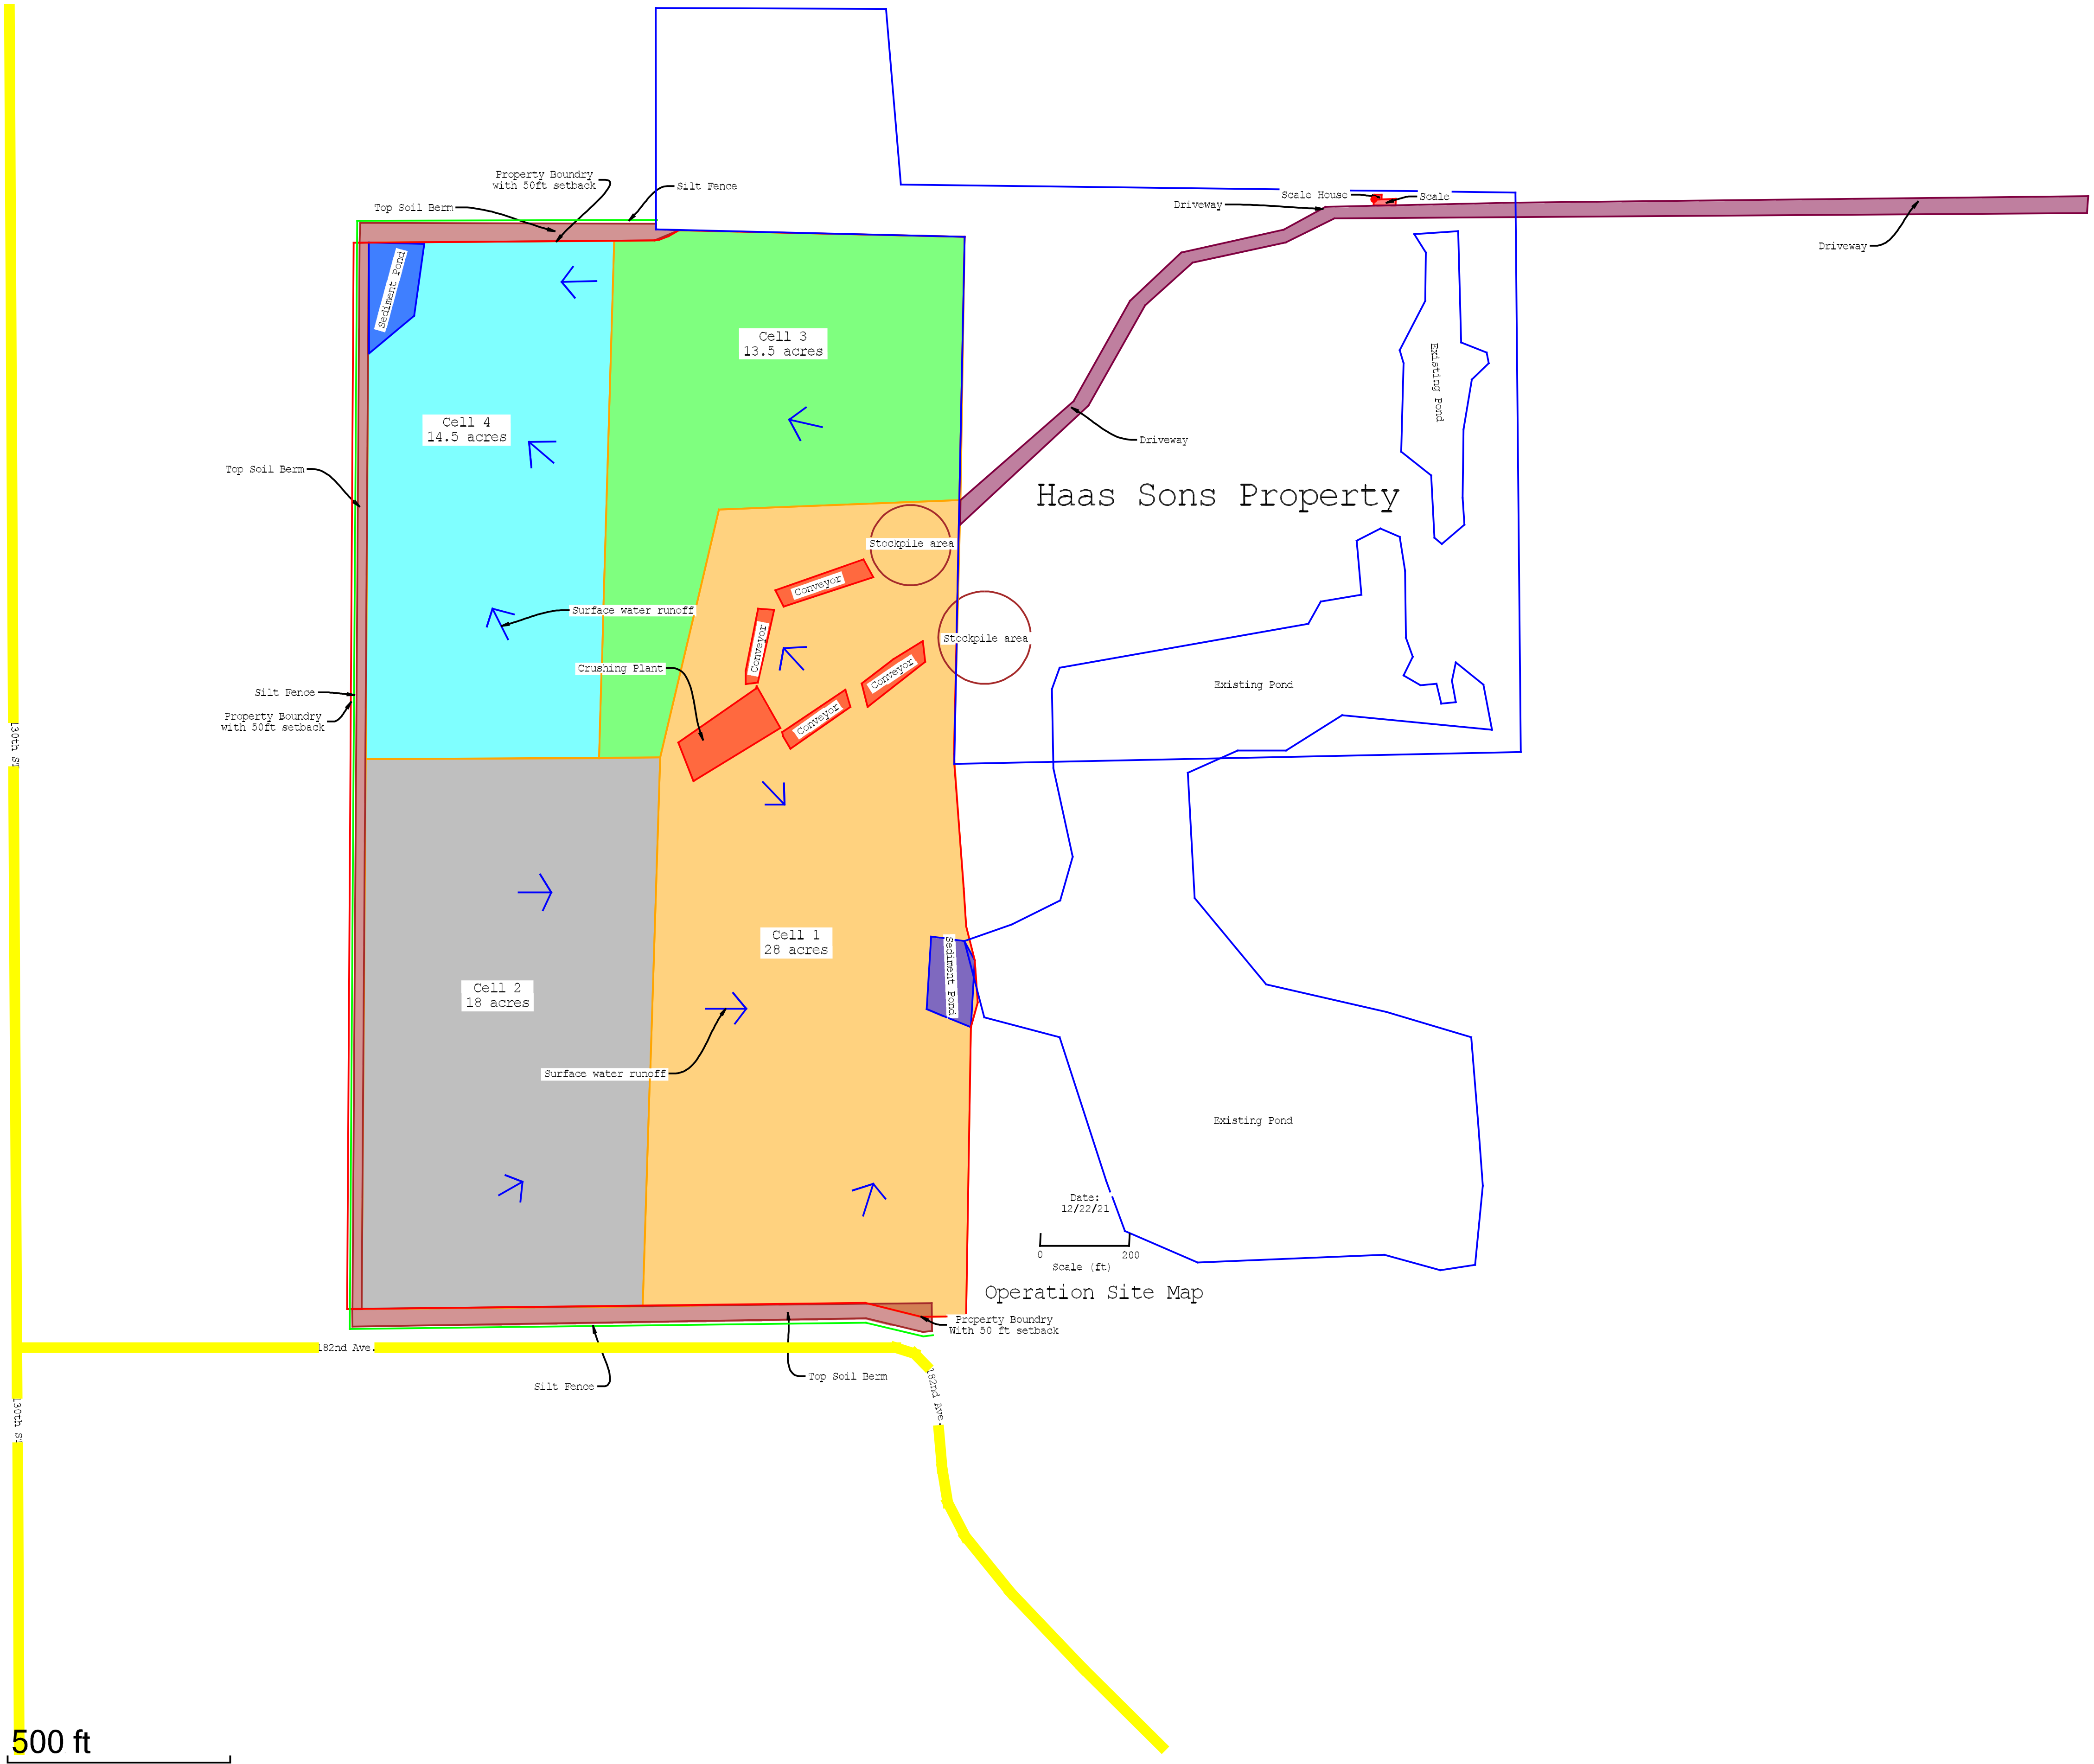 Property Boundry
with 50ft setback
Silt Fence
Top Soil Berm
Scale House
Scale
Driveway
Driveway
Sediment Pond
Cell 3
13.5 acres
Existing Pond
Cell 4
14.5 acres
Driveway
Top Soil Berm
Haas Sons Property
Stockpile area
Conveyor
Surface water runoff
Stockpile area
Conveyor
Crushing Plant
Conveyor
Existing Pond
Silt Fence
Property Boundry
with 50ft setback
Conveyor
130th St
Cell 1
28 acres
Sediment Pond
Cell 2
18 acres
Surface water runoff
Existing Pond
Date:
12/22/21
0 200
Scale (ft)
Operation Site Map
Property Boundry
With 50 ft setback
182nd Ave.
Top Soil Berm
Silt Fence
182nd Ave.
130th St
500 ft